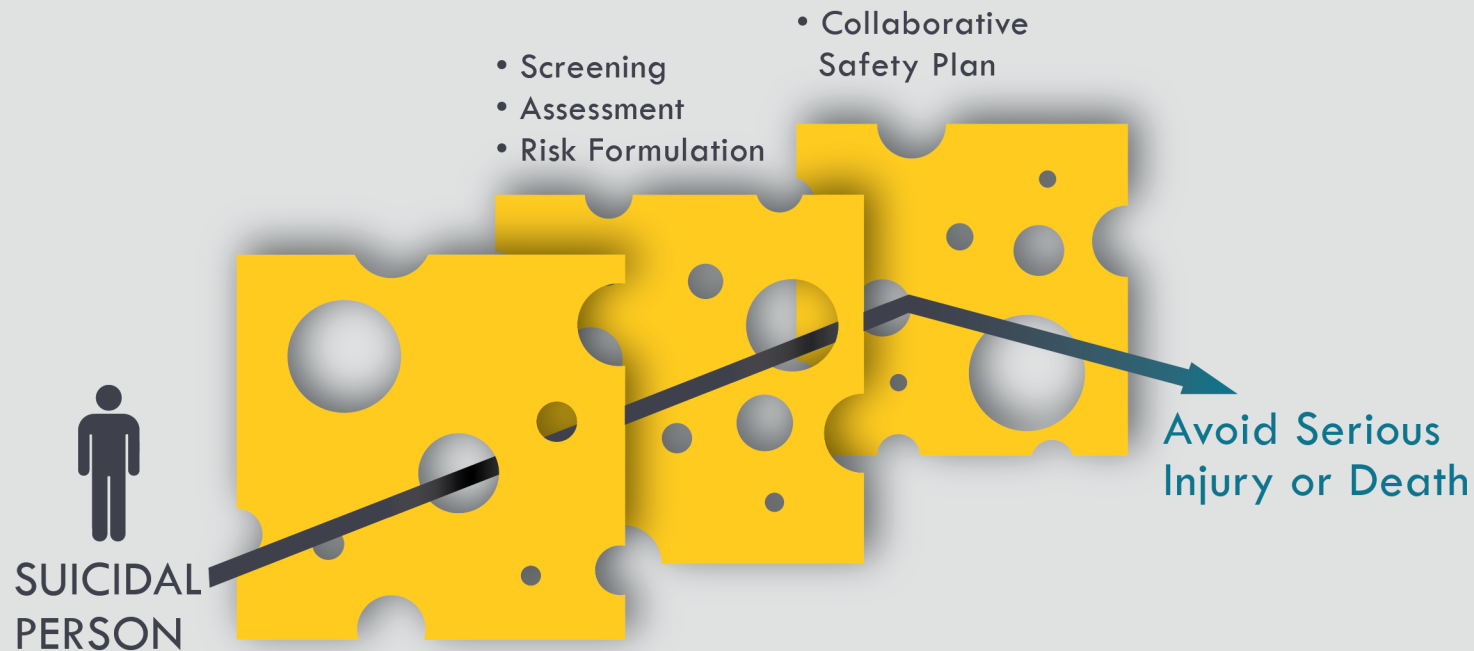 • Collaborative
Safety Plan
• Screening
• Assessment
• Risk Formulation
SUICIDAL
PERSON
Avoid Serious
Injury or Death